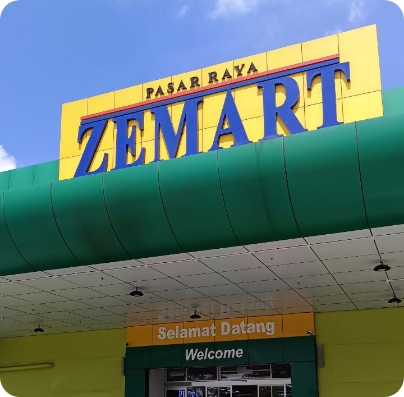 PASAR RAYA
ZEMART
Selamat Datang
Welcome